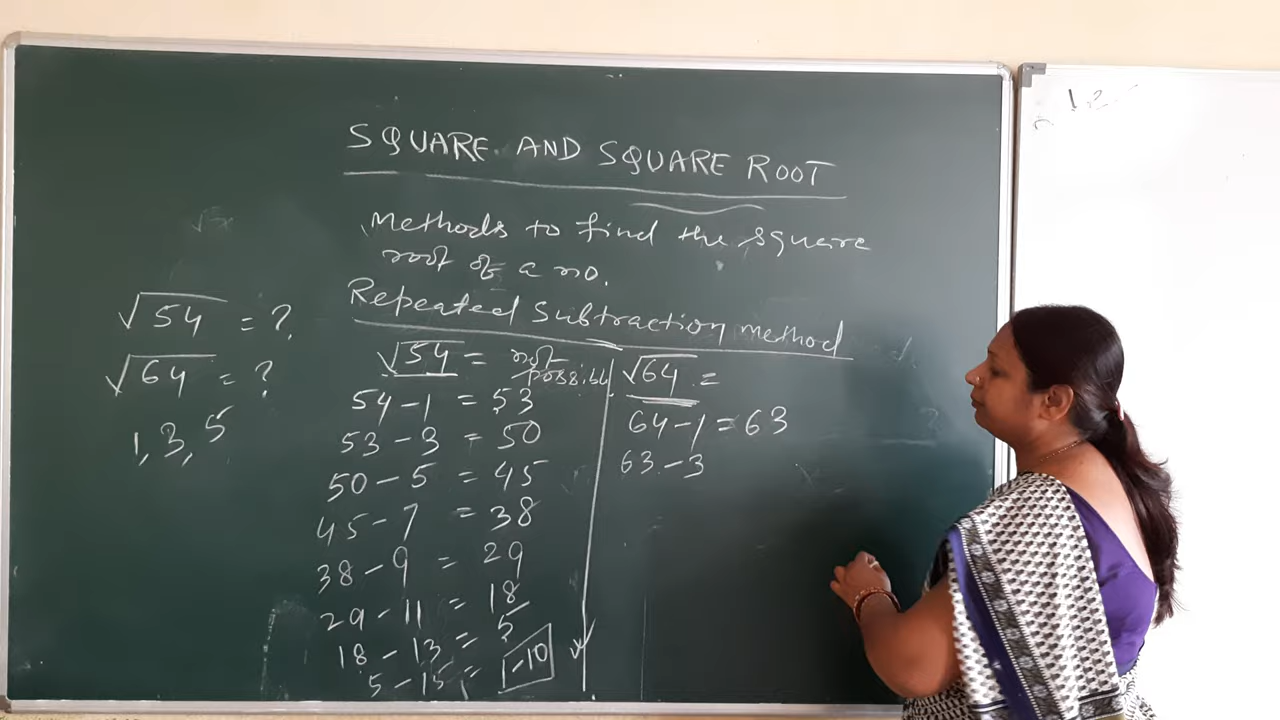 SQUARE AND SQUARE ROOT
Methods to find the square
root of a no.
Repeated Subtraction method
√54 = ?
√64 = ?
1, 3, 5
√54 = not possible
54 - 1 = 53
53 - 3 = 50
50 - 5 = 45
45 - 7 = 38
38 - 9 = 29
29 - 11 = 18
18 - 13 = 5
5 - 15 = -10
√64 =
64 - 1 = 63
63 - 3